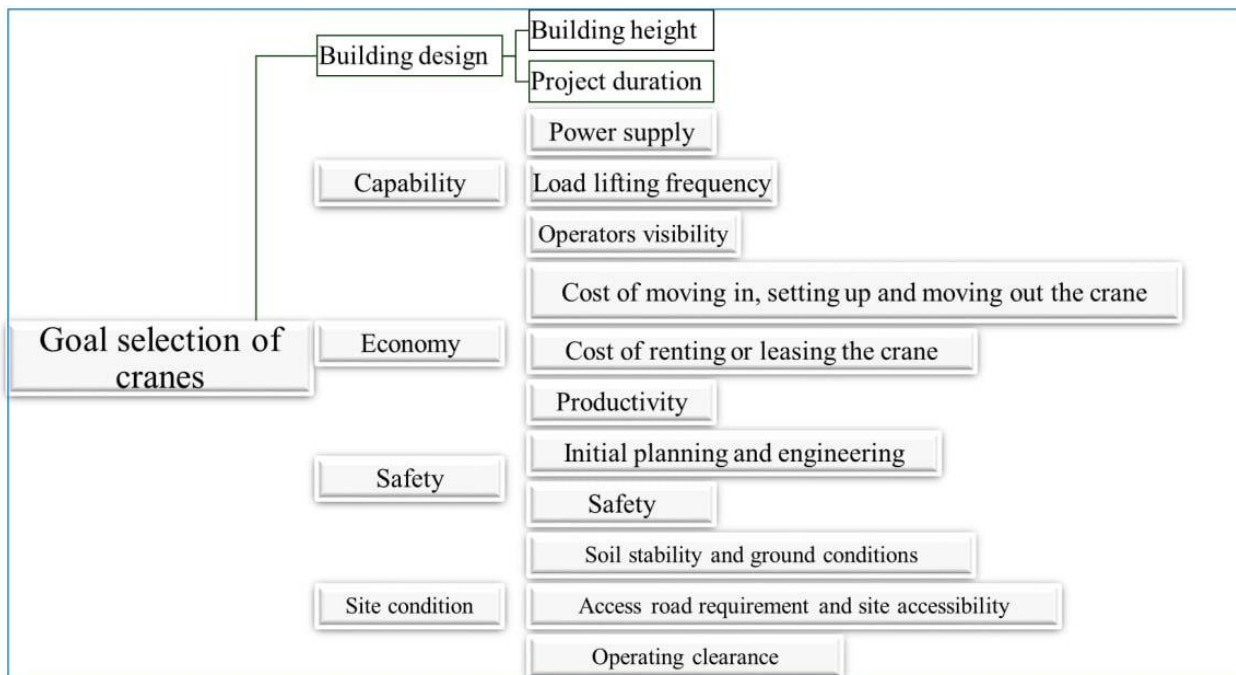 Goal selection of
cranes
Building design
Building height
Project duration
Capability
Power supply
Load lifting frequency
Operators visibility
Economy
Cost of moving in, setting up and moving out the crane
Cost of renting or leasing the crane
Productivity
Safety
Initial planning and engineering
Safety
Site condition
Soil stability and ground conditions
Access road requirement and site accessibility
Operating clearance